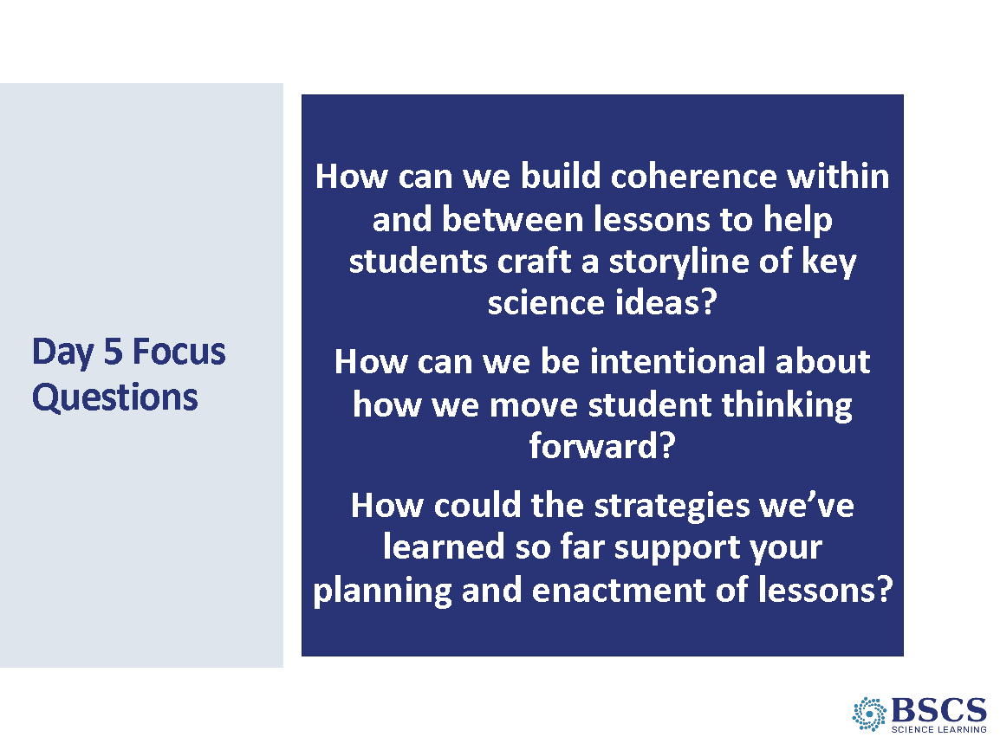 Day 5 Focus
Questions
How can we build coherence within
and between lessons to help
students craft a storyline of key
science ideas?
How can we be intentional about
how we move student thinking
forward?
How could the strategies we’ve
learned so far support your
planning and enactment of lessons?
BSCS
SCIENCE LEARNING